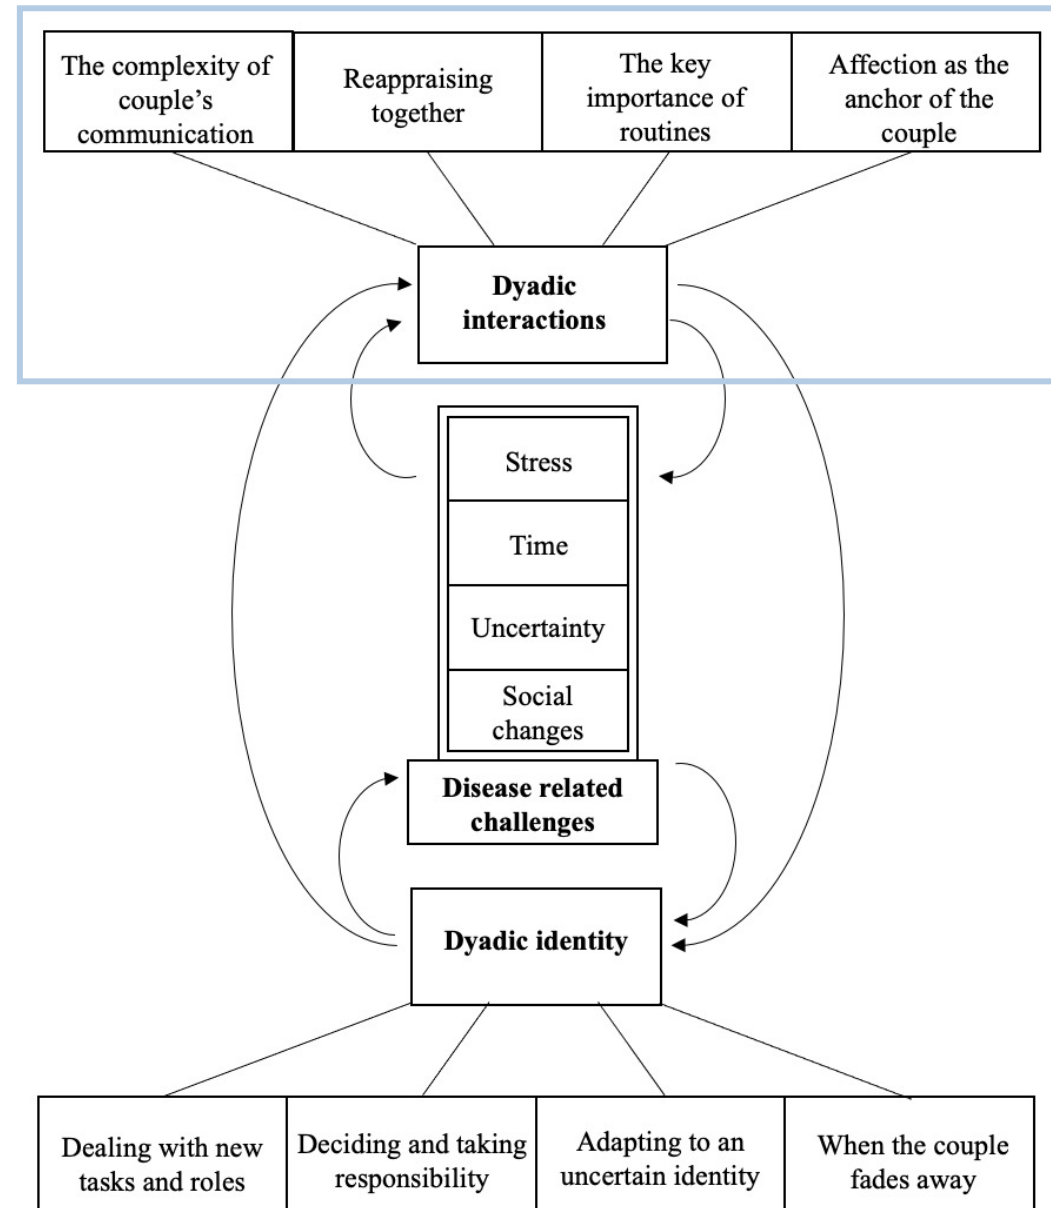 The complexity of
couple’s
communication
Reappraising
together
The key
importance of
routines
Affection as the
anchor of the
couple
Dyadic
interactions
Stress
Time
Uncertainty
Social
changes
Disease related
challenges
Dyadic identity
Dealing with new
tasks and roles
Deciding and taking
responsibility
Adapting to an
uncertain identity
When the couple
fades away